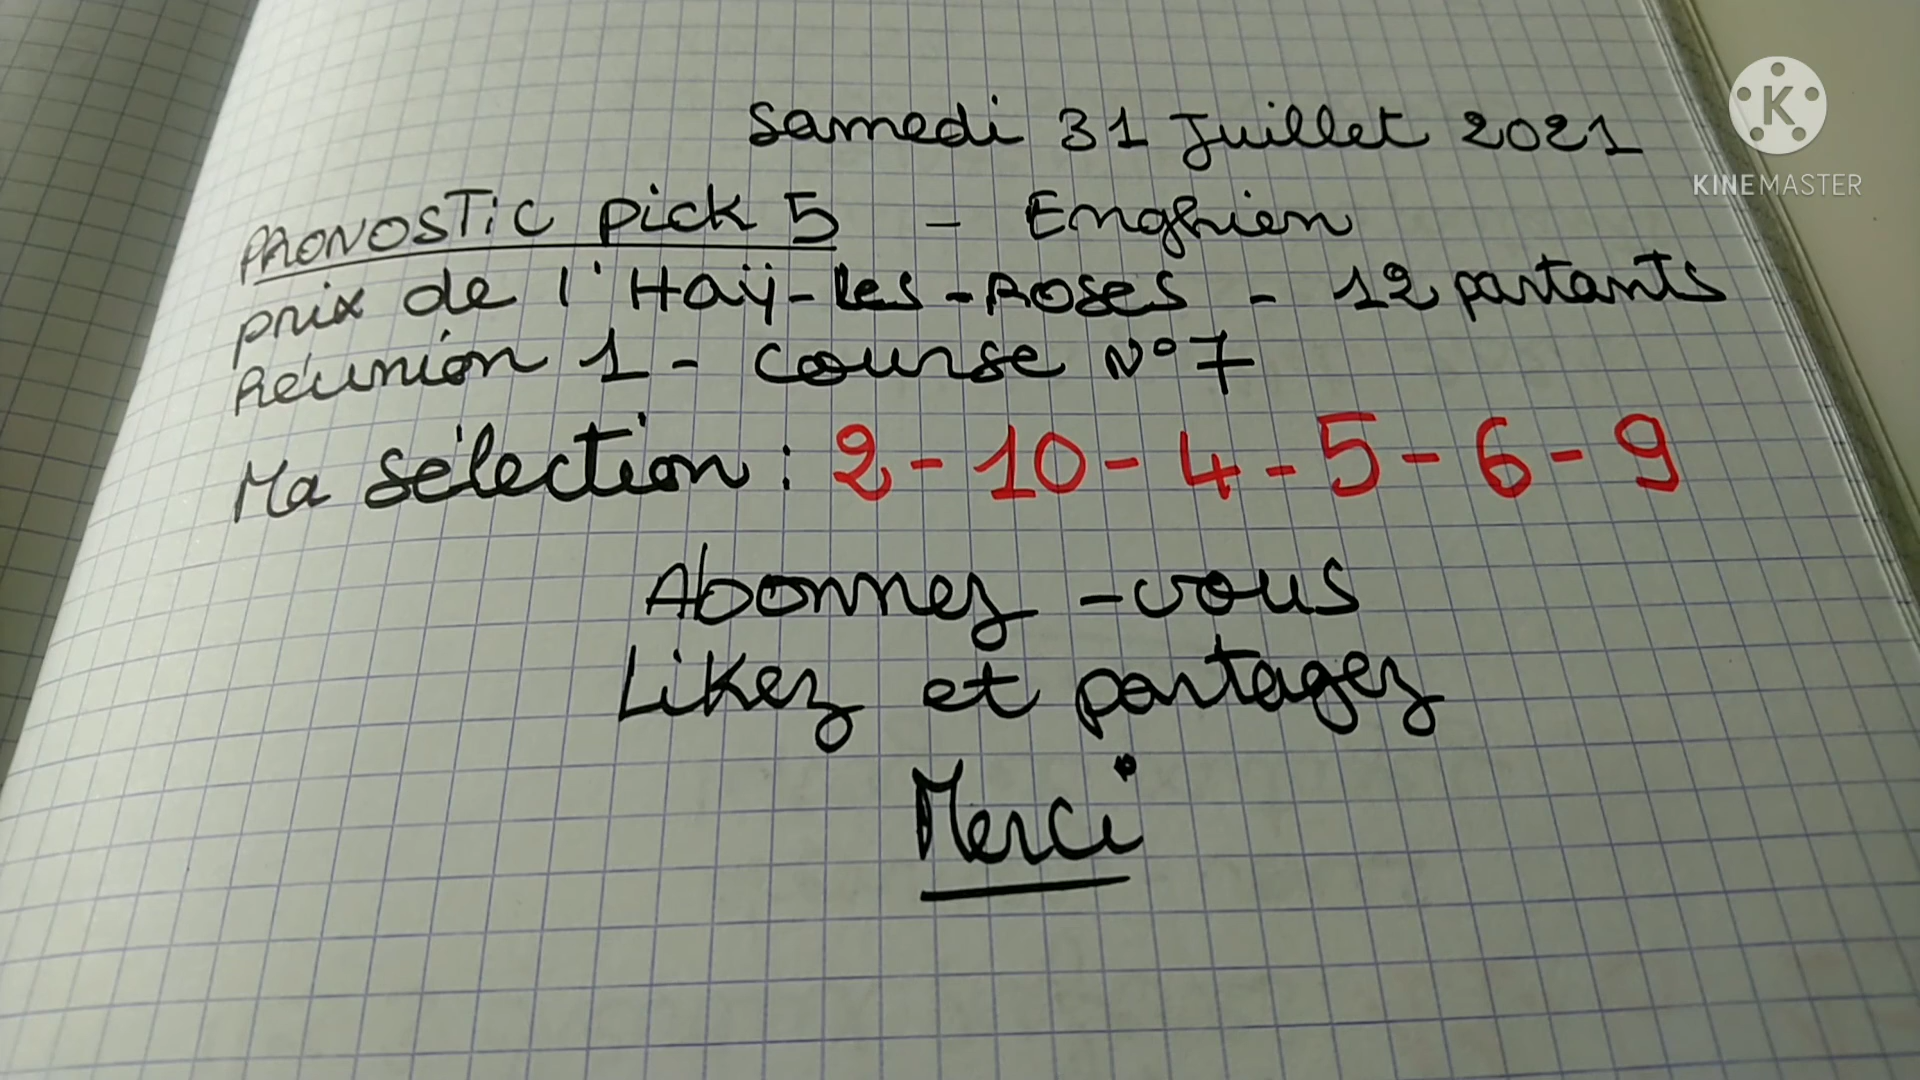 Samedi 31 Juillet 2021
PRONOSTIC PICK 5 - Enghien
prix de l'Haÿ-les-Roses - 12 partants
Réunion 1 - course N°7
Ma sélection : 2 - 10 - 4 - 5 - 6 - 9
Abonnez-vous
Likez et partagez
Merci
K
KINEMASTER